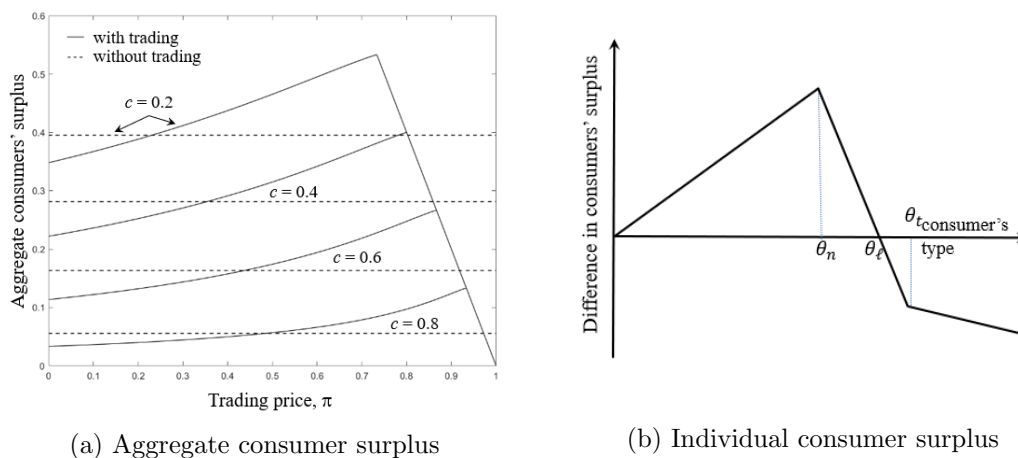 0.6
with trading
without trading
0.5
c = 0.2
0.4
c = 0.4
0.3
c = 0.6
0.2
c = 0.8
0.1
0
0 0.1 0.2 0.3 0.4 0.5 0.6 0.7 0.8 0.9 1
Aggregate consumers’ surplus
Trading price, π
(a) Aggregate consumer surplus
Difference in consumers’ surplus
θₙ
θ_ℓ
θₜ
consumer’s
type
(b) Individual consumer surplus